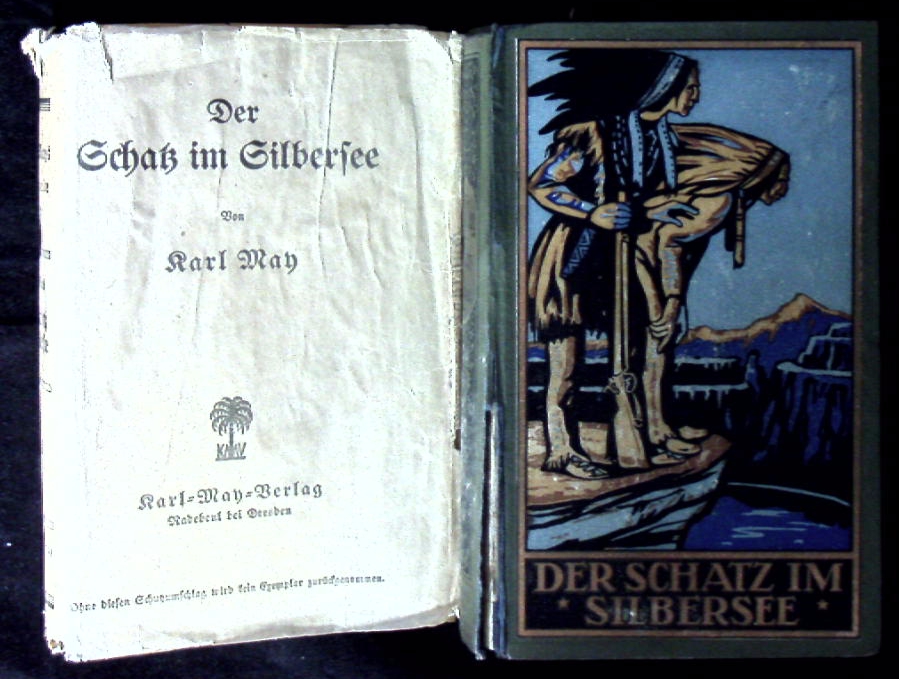 Der
Schatz im Silbersee
Von
Karl May
KMV
Karl-May-Verlag
Radebeul bei Dresden
Ohne diesen Schutzumschlag wird kein Exemplar zurückgenommen.
DER SCHATZ IM
* SILBERSEE *